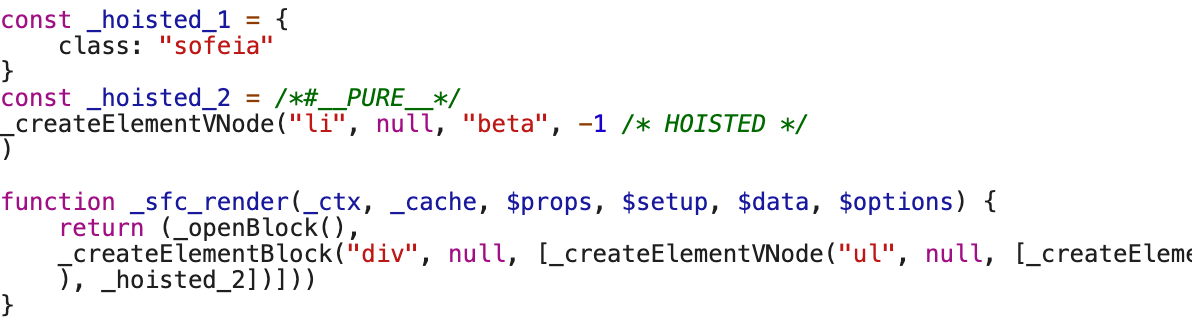 const _hoisted_1 = {
    class: "sofeia"
}
const _hoisted_2 = /*#__PURE__*/
_createElementVNode("li", null, "beta", -1 /* HOISTED */
)

function _sfc_render(_ctx, _cache, $props, $setup, $data, $options) {
    return (_openBlock(),
    _createElementBlock("div", null, [_createElementVNode("ul", null, [_createEleme
    ), _hoisted_2])]))
}